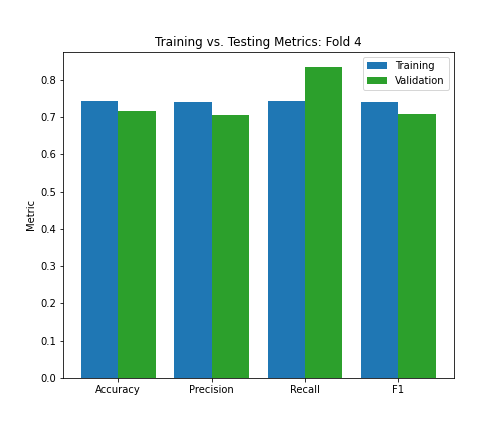 Training vs. Testing Metrics: Fold 4
Training
Validation
Metric
0.8
0.7
0.6
0.5
0.4
0.3
0.2
0.1
0.0
Accuracy
Precision
Recall
F1